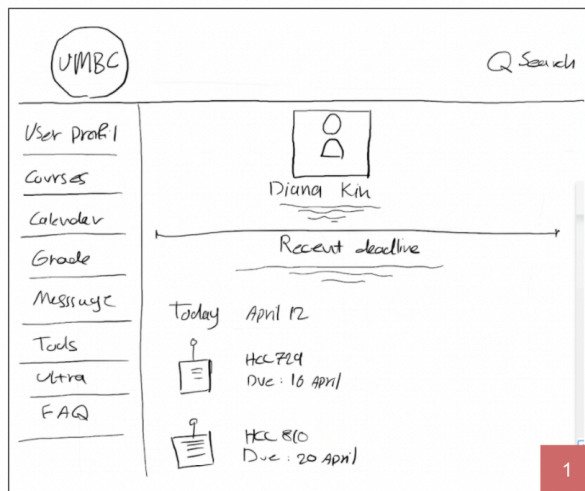 UMBC
Search
User Profil
Courses
Calendar
Grade
Messsage
Tools
Ultra
FAQ
Diana Kin
Recent deadline
Today April 12
HCC 729
Due: 16 April
HCC 810
Due: 20 April
1